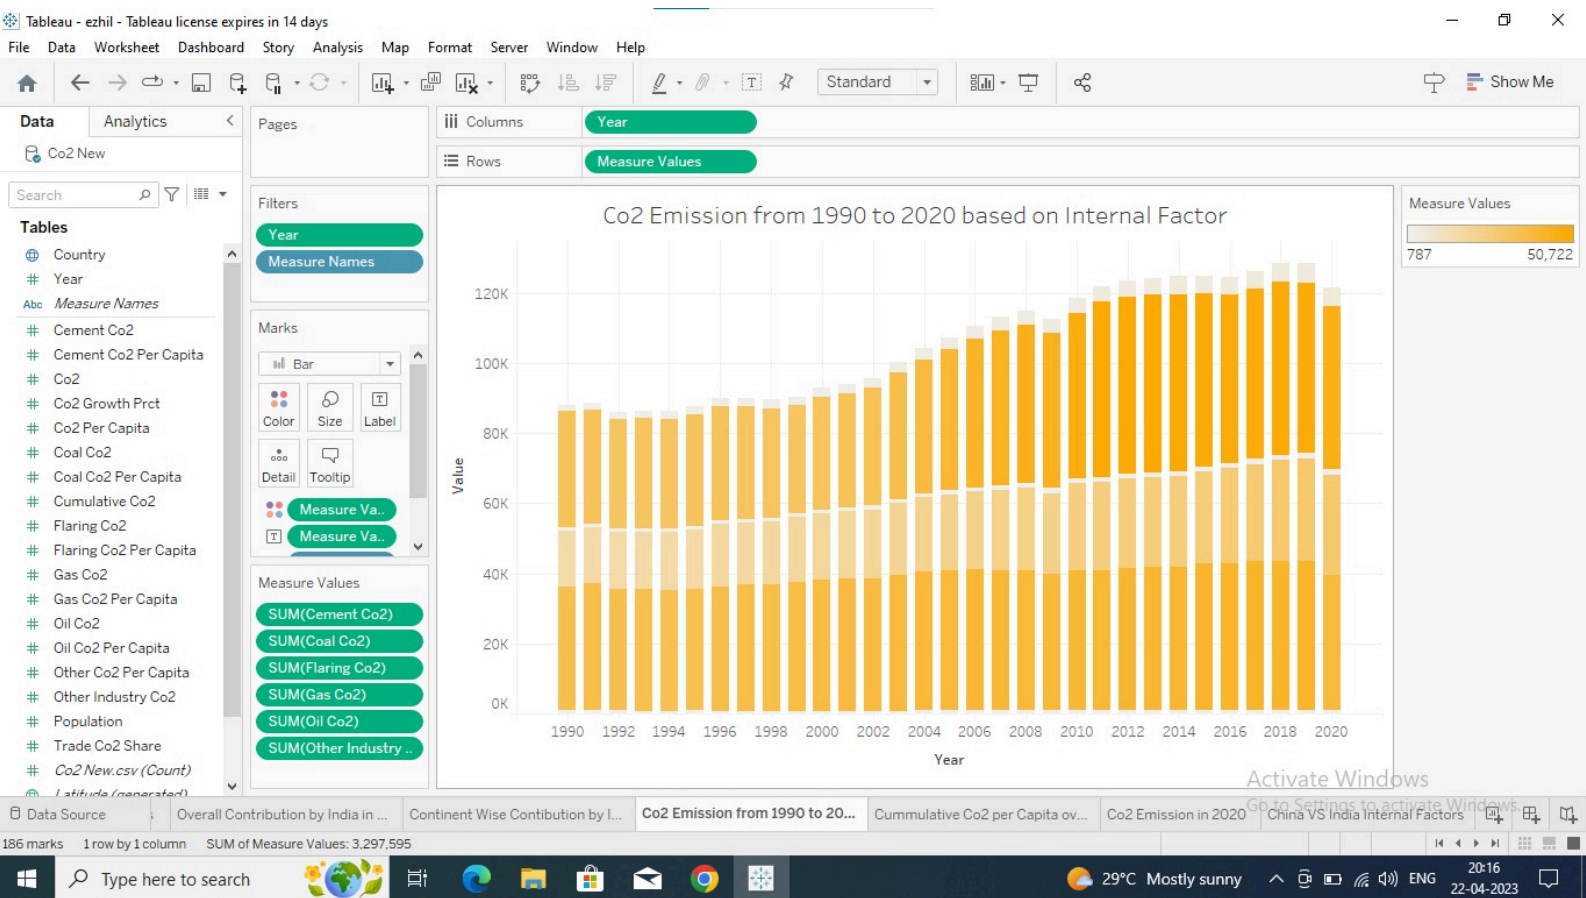 Tableau - ezhil - Tableau license expires in 14 days
File Data Worksheet Dashboard Story Analysis Map Format Server Window Help
Standard
Show Me
Data Analytics
Co2 New
Search
Tables
Country
Year
Abc Measure Names
Cement Co2
Cement Co2 Per Capita
Co2
Co2 Growth Prct
Co2 Per Capita
Coal Co2
Coal Co2 Per Capita
Cumulative Co2
Flaring Co2
Flaring Co2 Per Capita
Gas Co2
Gas Co2 Per Capita
Oil Co2
Oil Co2 Per Capita
Other Co2 Per Capita
Other Industry Co2
Population
Trade Co2 Share
Co2 New.csv (Count)
Latitude (generated)
Pages
Filters
Year
Measure Names
Marks
Bar
Color Size Label
Detail Tooltip
Measure Va..
Measure Va..
Measure Values
SUM(Cement Co2)
SUM(Coal Co2)
SUM(Flaring Co2)
SUM(Gas Co2)
SUM(Oil Co2)
SUM(Other Industry ..
Columns Year
Rows Measure Values
Co2 Emission from 1990 to 2020 based on Internal Factor
120K
100K
80K
60K
40K
20K
0K
Value
1990 1992 1994 1996 1998 2000 2002 2004 2006 2008 2010 2012 2014 2016 2018 2020
Year
Measure Values
787 50,722
Activate Windows
Go to Settings to activate Windows.
Data Source Overall Contribution by India in ... Continent Wise Contibution by I... Co2 Emission from 1990 to 20... Cummulative Co2 per Capita ov... Co2 Emission in 2020 China VS India Internal Factors
186 marks 1 row by 1 column SUM of Measure Values: 3,297,595
Type here to search
29°C Mostly sunny
ENG
20:16
22-04-2023